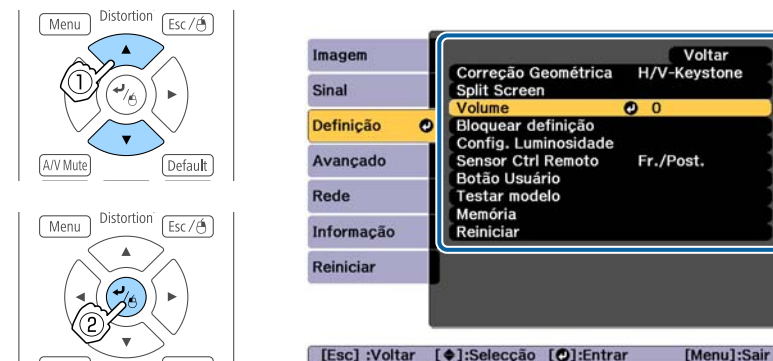 Menu
Distortion
Esc/
1
A/V Mute
Default
Menu
Distortion
Esc/
2
Imagem
Sinal
Definição
Avançado
Rede
Informação
Reiniciar
Voltar
Correção Geométrica H/V-Keystone
Split Screen
Volume 0
Bloquear definição
Config. Luminosidade
Sensor Ctrl Remoto Fr./Post.
Botão Usuário
Testar modelo
Memória
Reiniciar
[Esc] :Voltar [◆]:Selecção [⏎]:Entrar [Menu]:Sair